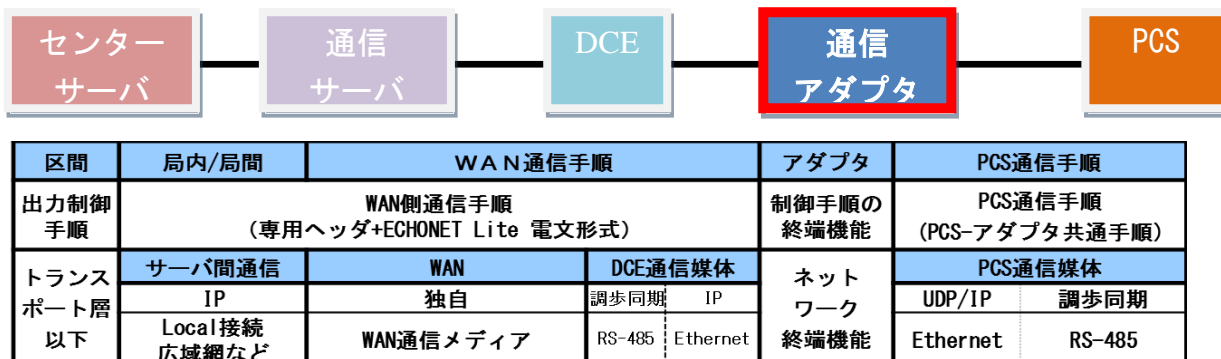 センター
サーバ
通信
サーバ
DCE
通信
アダプタ
PCS
区間 局内/局間 WAN通信手順 アダプタ PCS通信手順
出力制御
手順
WAN側通信手順
(専用ヘッダ+ECHONET Lite 電文形式)
制御手順の
終端機能
PCS通信手順
(PCS-アダプタ共通手順)
トランス
ポート層
以下
サーバ間通信 WAN DCE通信媒体
IP 独自 調歩同期 IP
Local接続
広域網など
WAN通信メディア RS-485 Ethernet
ネット
ワーク
終端機能
PCS通信媒体
UDP/IP 調歩同期
Ethernet RS-485